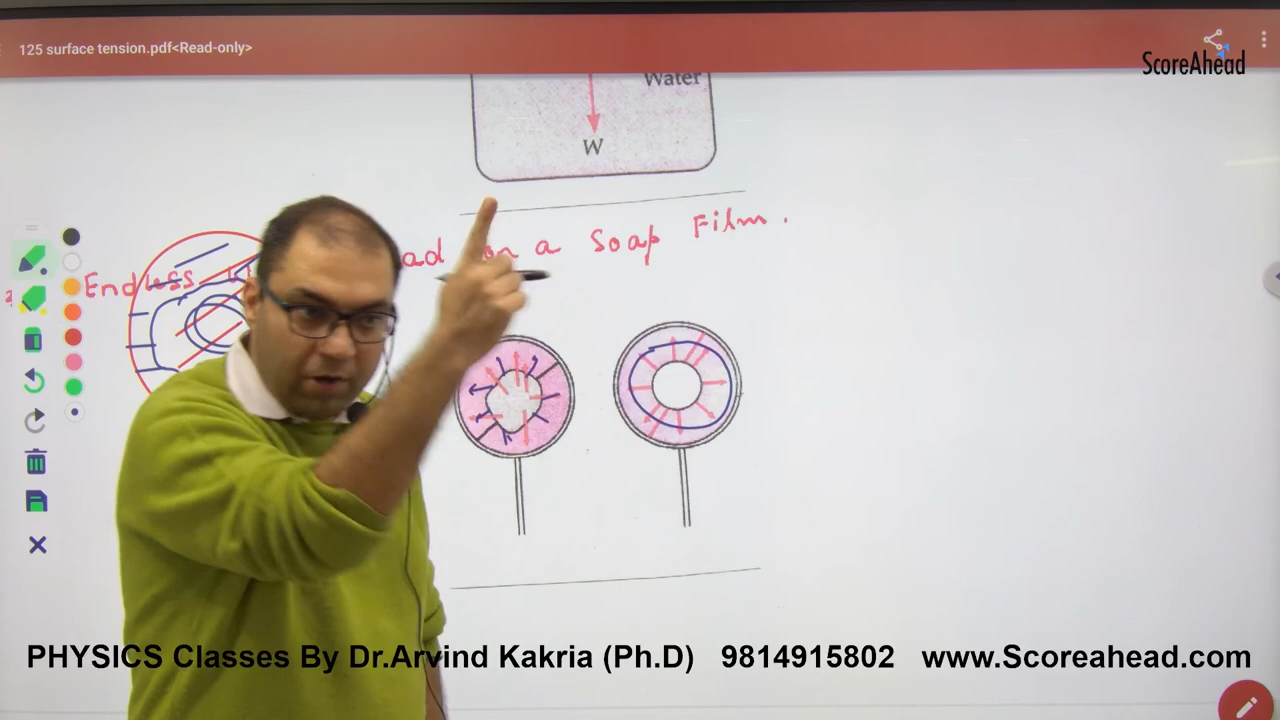 125 surface tension.pdf<Read-only>
ScoreAhead
Water
W
Endless on a Soap Film.
PHYSICS Classes By Dr.Arvind Kakria (Ph.D) 9814915802 www.Scoreahead.com